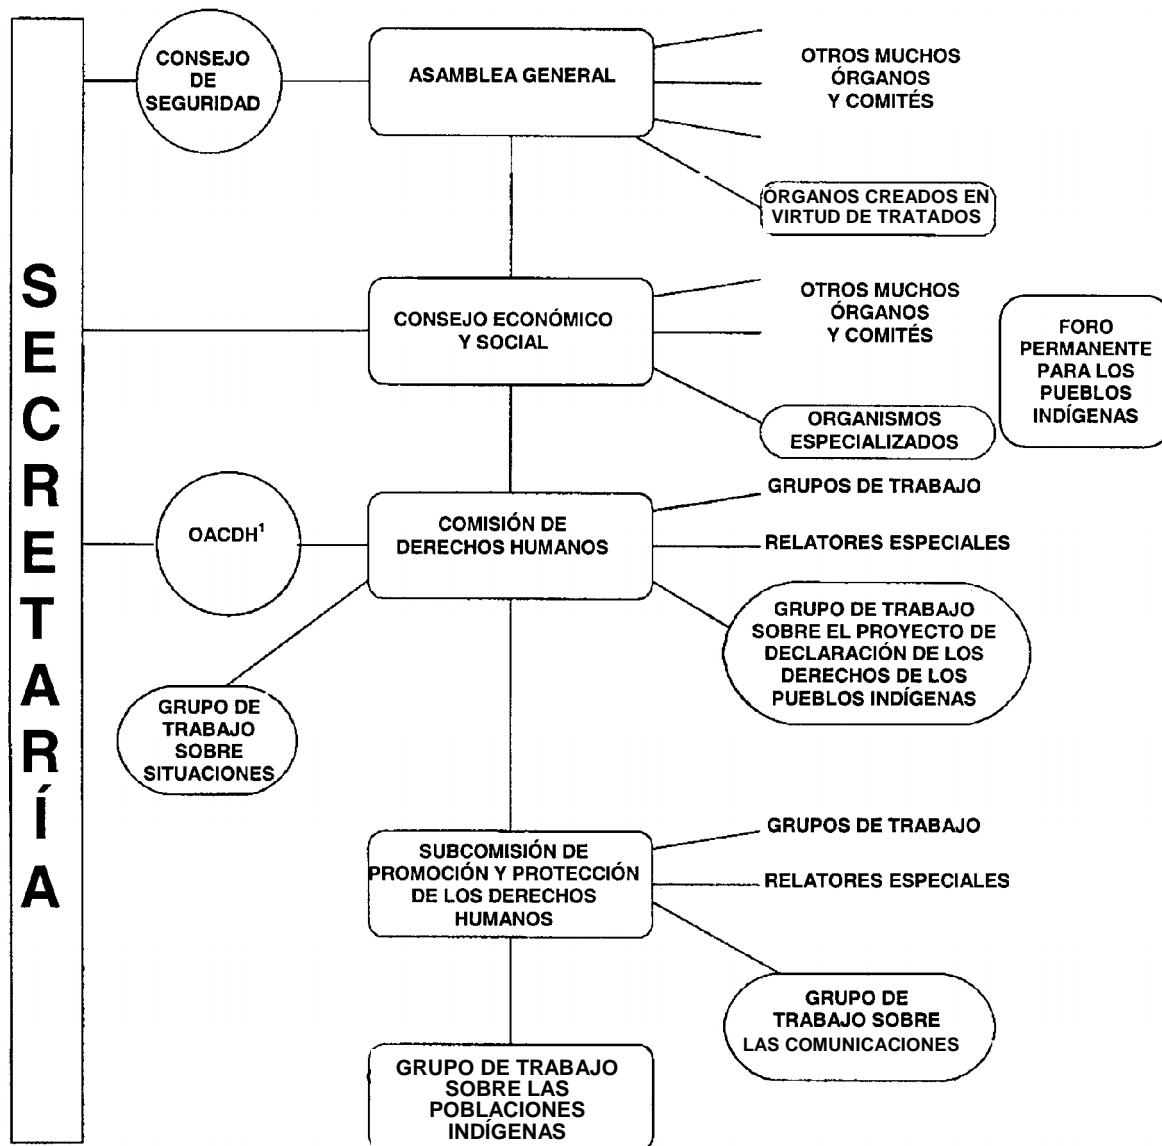 SECRETARÍA
CONSEJO
DE
SEGURIDAD
ASAMBLEA GENERAL
OTROS MUCHOS
ÓRGANOS
Y COMITÉS
ÓRGANOS CREADOS EN
VIRTUD DE TRATADOS
CONSEJO ECONÓMICO
Y SOCIAL
OTROS MUCHOS
ÓRGANOS
Y COMITÉS
FORO
PERMANENTE
PARA LOS
PUEBLOS
INDÍGENAS
ORGANISMOS
ESPECIALIZADOS
OACDH¹
COMISIÓN DE
DERECHOS HUMANOS
GRUPOS DE TRABAJO
RELATORES ESPECIALES
GRUPO DE TRABAJO
SOBRE EL PROYECTO DE
DECLARACIÓN DE LOS
DERECHOS DE LOS
PUEBLOS INDÍGENAS
GRUPO DE
TRABAJO
SOBRE
SITUACIONES
SUBCOMISIÓN DE
PROMOCIÓN Y PROTECCIÓN
DE LOS DERECHOS
HUMANOS
GRUPOS DE TRABAJO
RELATORES ESPECIALES
GRUPO DE
TRABAJO SOBRE
LAS COMUNICACIONES
GRUPO DE TRABAJO
SOBRE LAS
POBLACIONES
INDÍGENAS